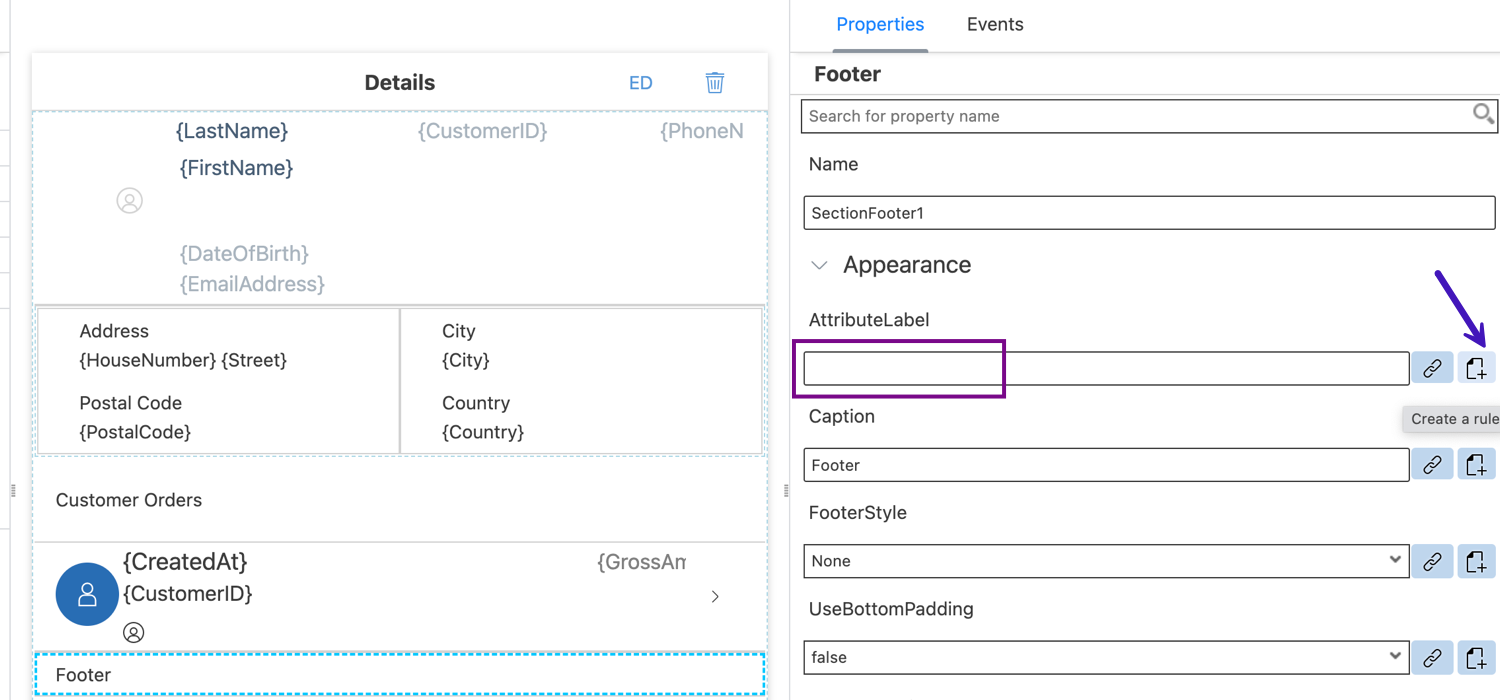 Details
ED
{LastName}
{CustomerID}
{PhoneN
{FirstName}
{DateOfBirth}
{EmailAddress}
Address
{HouseNumber} {Street}
City
{City}
Postal Code
{PostalCode}
Country
{Country}
Customer Orders
{CreatedAt}
{GrossAm
{CustomerID}
Footer
Properties
Events
Footer
Search for property name
Name
SectionFooter1
Appearance
AttributeLabel
Create a rule
Caption
Footer
FooterStyle
None
UseBottomPadding
false